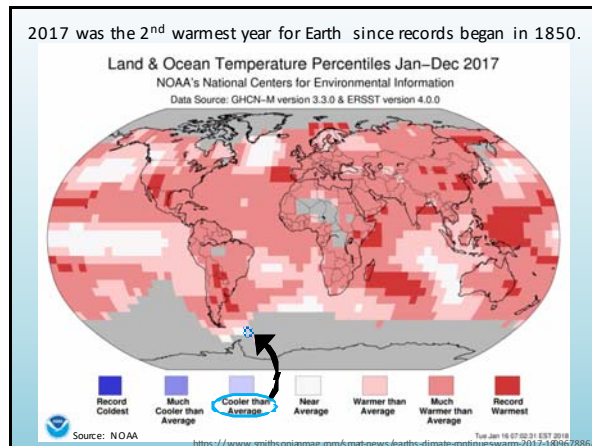 2017 was the 2nd warmest year for Earth since records began in 1850.
Land & Ocean Temperature Percentiles Jan–Dec 2017
NOAA's National Centers for Environmental Information
Data Source: GHCN–M version 3.3.0 & ERSST version 4.0.0
Record Coldest
Much Cooler than Average
Cooler than Average
Near Average
Warmer than Average
Much Warmer than Average
Record Warmest
Source: NOAA
Tue Jan 16 07:02:31 EST 2018